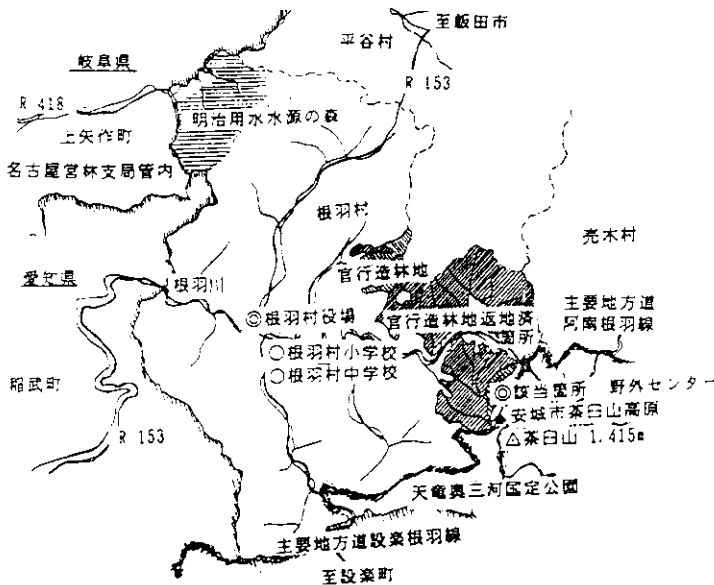 至飯田市
平谷村
岐阜県
R 153
R 418
明治用水水源の森
上矢作町
名古屋営林支局管内
根羽村
売木村
官行造林地
愛知県
根羽川
主要地方道
阿南根羽線
◎根羽村役場
官行造林地返地済
箇所
○根羽村小学校
○根羽村中学校
稲武町
◎該当箇所 野外センター
安城市茶臼山高原
△茶臼山 1.415m
R 153
天竜奥三河国定公園
主要地方道設楽根羽線
至設楽町